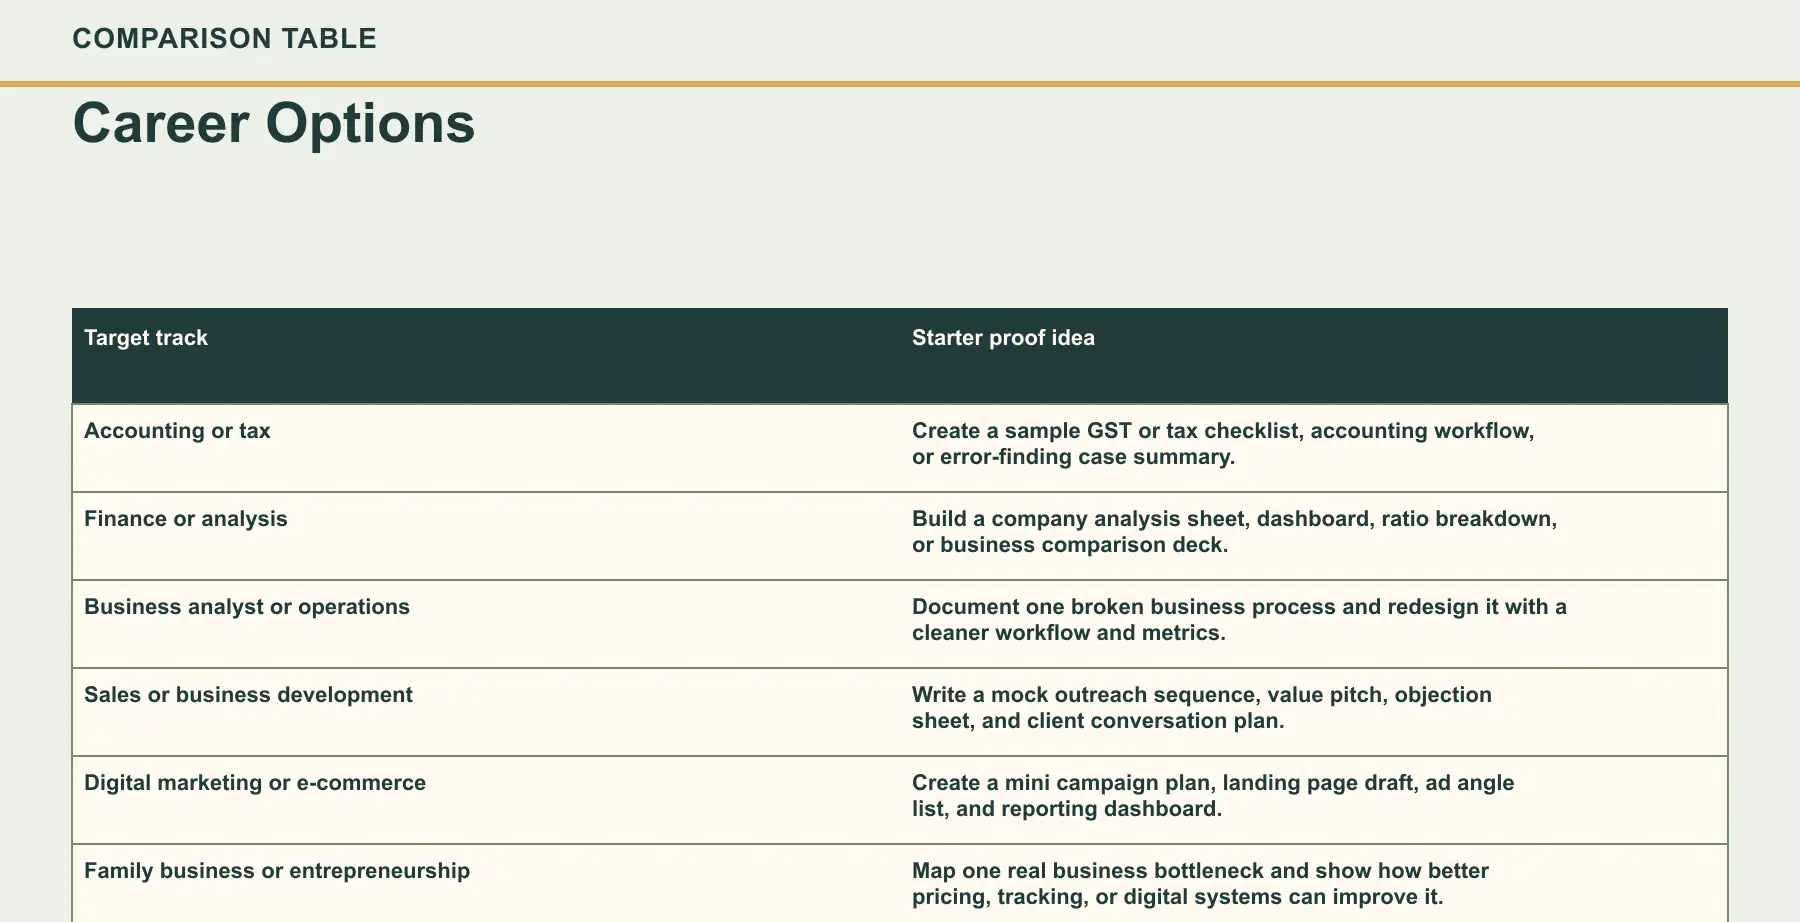 COMPARISON TABLE
Career Options
Target track
Starter proof idea
Accounting or tax
Create a sample GST or tax checklist, accounting workflow,
or error-finding case summary.
Finance or analysis
Build a company analysis sheet, dashboard, ratio breakdown,
or business comparison deck.
Business analyst or operations
Document one broken business process and redesign it with a
cleaner workflow and metrics.
Sales or business development
Write a mock outreach sequence, value pitch, objection
sheet, and client conversation plan.
Digital marketing or e-commerce
Create a mini campaign plan, landing page draft, ad angle
list, and reporting dashboard.
Family business or entrepreneurship
Map one real business bottleneck and show how better
pricing, tracking, or digital systems can improve it.